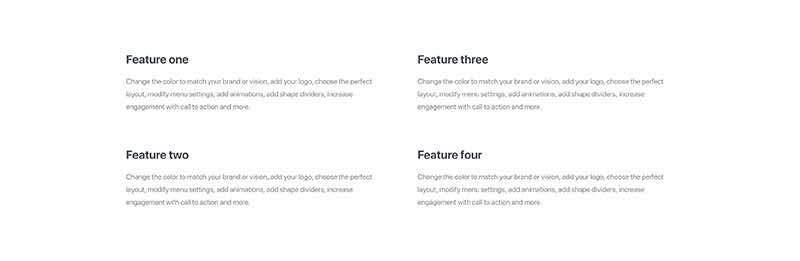 Feature one
Change the color to match your brand or vision, add your logo, choose the perfect
layout, modify menu settings, add animations, add shape dividers, increase
engagement with call to action and more.
Feature two
Change the color to match your brand or vision, add your logo, choose the perfect
layout, modify menu settings, add animations, add shape dividers, increase
engagement with call to action and more.
Feature three
Change the color to match your brand or vision, add your logo, choose the perfect
layout, modify menu settings, add animations, add shape dividers, increase
engagement with call to action and more.
Feature four
Change the color to match your brand or vision, add your logo, choose the perfect
layout, modify menu settings, add animations, add shape dividers, increase
engagement with call to action and more.